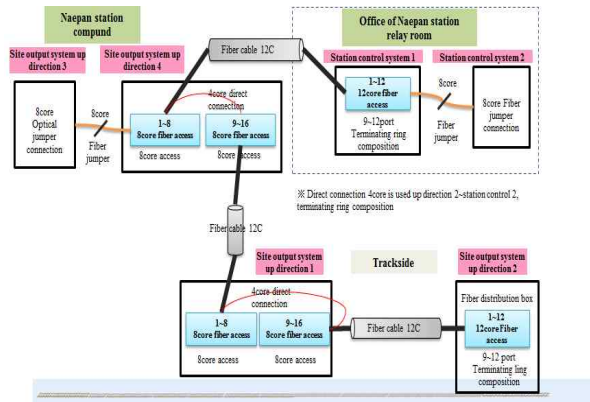 Naepan station
compund
Site output system up
direction 3
Site output system up
direction 4
8core
Optical
jumper
connection
8core
Fiber
jumper
4core direct
connection
1~8
8core fiber access
9~16
8core fiber access
8core access
8core access
Fiber cable 12C
Office of Naepan station
relay room
Station control system 1
Station control system 2
1~12
12core fiber
access
9~12port
Terminating ring
composition
8core
Fiber
jumper
8core Fiber
jumper
connection
※ Direct connection 4core is used up direction 2~station control 2,
terminating ring composition
Fiber cable 12C
Site output system
up direction 1
Trackside
Site output system
up direction 2
4core direct
connection
1~8
8core fiber access
9~16
8core fiber access
8core access
8core access
Fiber cable 12C
Fiber distribution box
1~12
12core Fiber
access
9~12 port
Terminating ling
composition